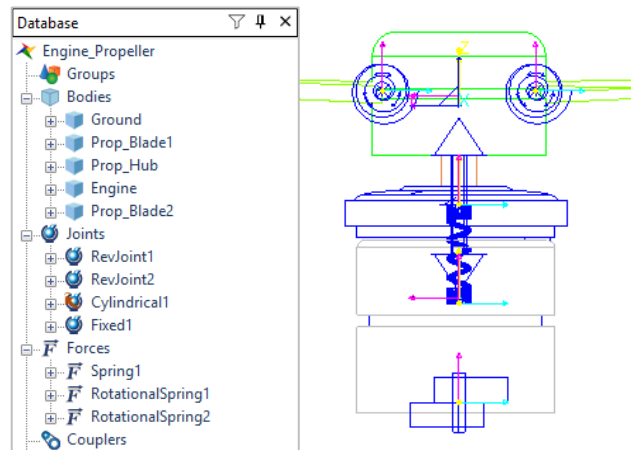 Database
Engine_Propeller
Groups
Bodies
Ground
Prop_Blade1
Prop_Hub
Engine
Prop_Blade2
Joints
RevJoint1
RevJoint2
Cylindrical1
Fixed1
Forces
Spring1
RotationalSpring1
RotationalSpring2
Couplers
Z
X